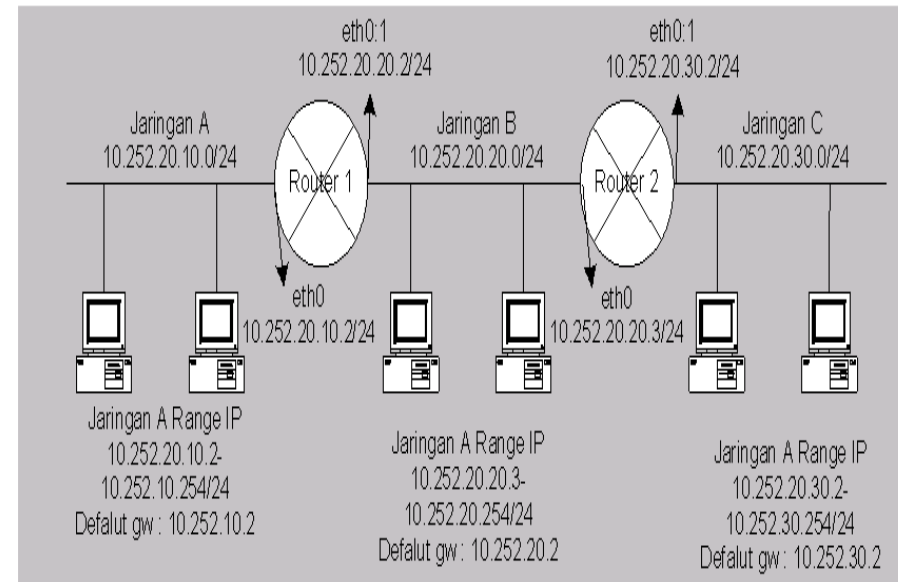 eth0:1
10.252.20.20.2/24
eth0:1
10.252.20.30.2/24
Jaringan A
10.252.20.10.0/24
Jaringan B
10.252.20.20.0/24
Jaringan C
10.252.20.30.0/24
Router 1
Router 2
eth0
10.252.20.10.2/24
eth0
10.252.20.20.3/24
Jaringan A Range IP
10.252.20.10.2-
10.252.10.254/24
Defalut gw : 10.252.10.2
Jaringan A Range IP
10.252.20.20.3-
10.252.20.254/24
Defalut gw : 10.252.20.2
Jaringan A Range IP
10.252.20.30.2-
10.252.30.254/24
Defalut gw : 10.252.30.2